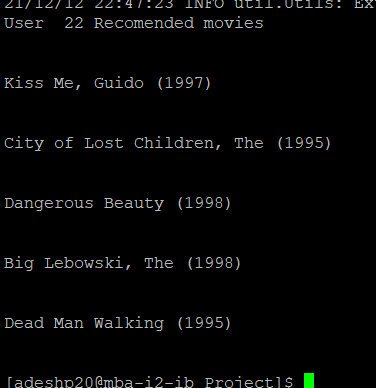 21/12/12 22:47:23 INFO util.Utils: Ex
User  22 Recomended movies
Kiss Me, Guido (1997)
City of Lost Children, The (1995)
Dangerous Beauty (1998)
Big Lebowski, The (1998)
Dead Man Walking (1995)
[adeshp20@mba-i2-ib Project]$